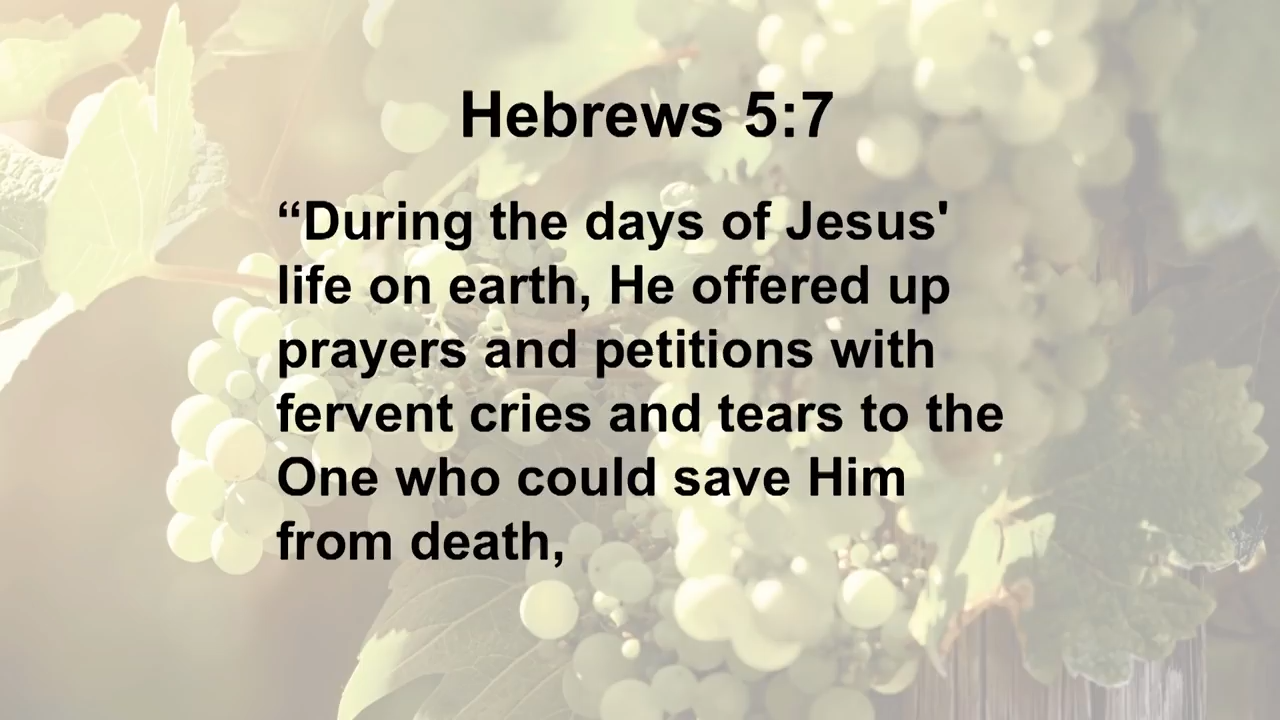 Hebrews 5:7
“During the days of Jesus'
life on earth, He offered up
prayers and petitions with
fervent cries and tears to the
One who could save Him
from death,